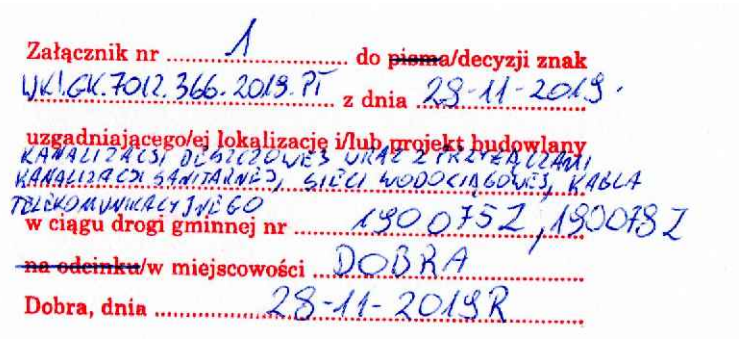 Załącznik nr 1 do pisma/decyzji znak
WKI.GK.7012.366.2019.PT z dnia 28-11-2019.
uzgadniającego/ej lokalizację i/lub projekt budowlany
KANALIZACJI DESZCZOWEJ WRAZ Z PRZYŁĄCZAMI
KANALIZACJI SANITARNEJ, SIECI WODOCIĄGOWEJ, KABLA
TELEKOMUNIKACYJNEGO
w ciągu drogi gminnej nr 190075Z, 190078Z
na odcinku/w miejscowości DOBRA
Dobra, dnia 28-11-2019R